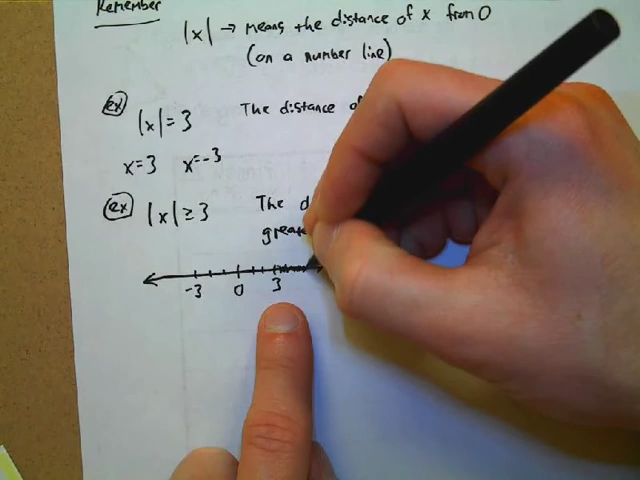 Remember
|x| → means the distance of x from 0
(on a number line)
ex |x| = 3 The distance of
x=3 x=-3
ex |x| ≥ 3 The
-3 0 3